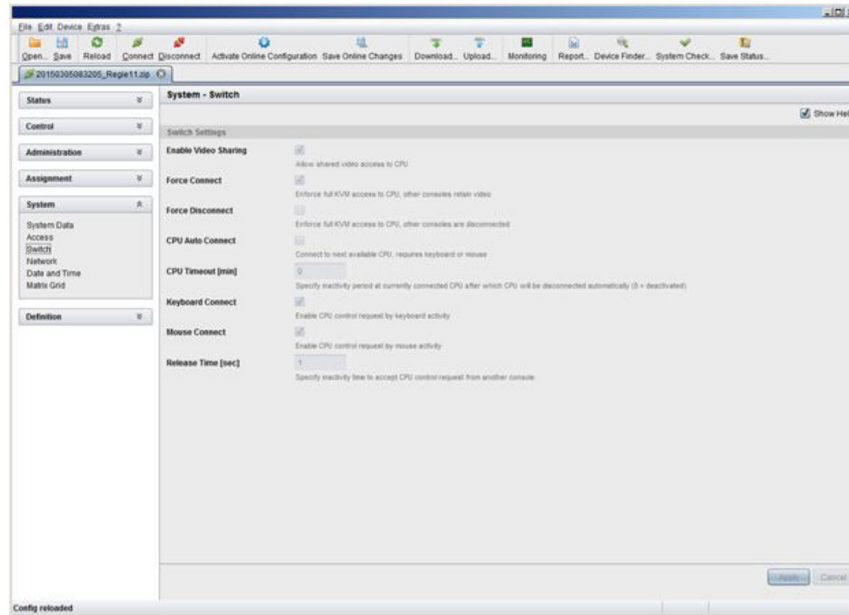 File Edit Device Extras ?
Open... Save Reload Connect Disconnect Activate Online Configuration Save Online Changes Download... Upload... Monitoring Report... Device Finder... System Check... Save Status...
20150305083205_Regie11.zip
Status
Control
Administration
Assignment
System
System Data
Access
Switch
Network
Date and Time
Matrix Grid
Definition
System - Switch
Show Hel
Switch Settings
Enable Video Sharing
Allow shared video access to CPU
Force Connect
Enforce full KVM access to CPU, other consoles retain video
Force Disconnect
Enforce full KVM access to CPU, other consoles are disconnected
CPU Auto Connect
Connect to next available CPU, requires keyboard or mouse
CPU Timeout [min]
0
Specify inactivity period at currently connected CPU after which CPU will be disconnected automatically (0 = deactivated)
Keyboard Connect
Enable CPU control request by keyboard activity
Mouse Connect
Enable CPU control request by mouse activity
Release Time [sec]
1
Specify inactivity time to accept CPU control request from another console
Apply Cancel
Config reloaded